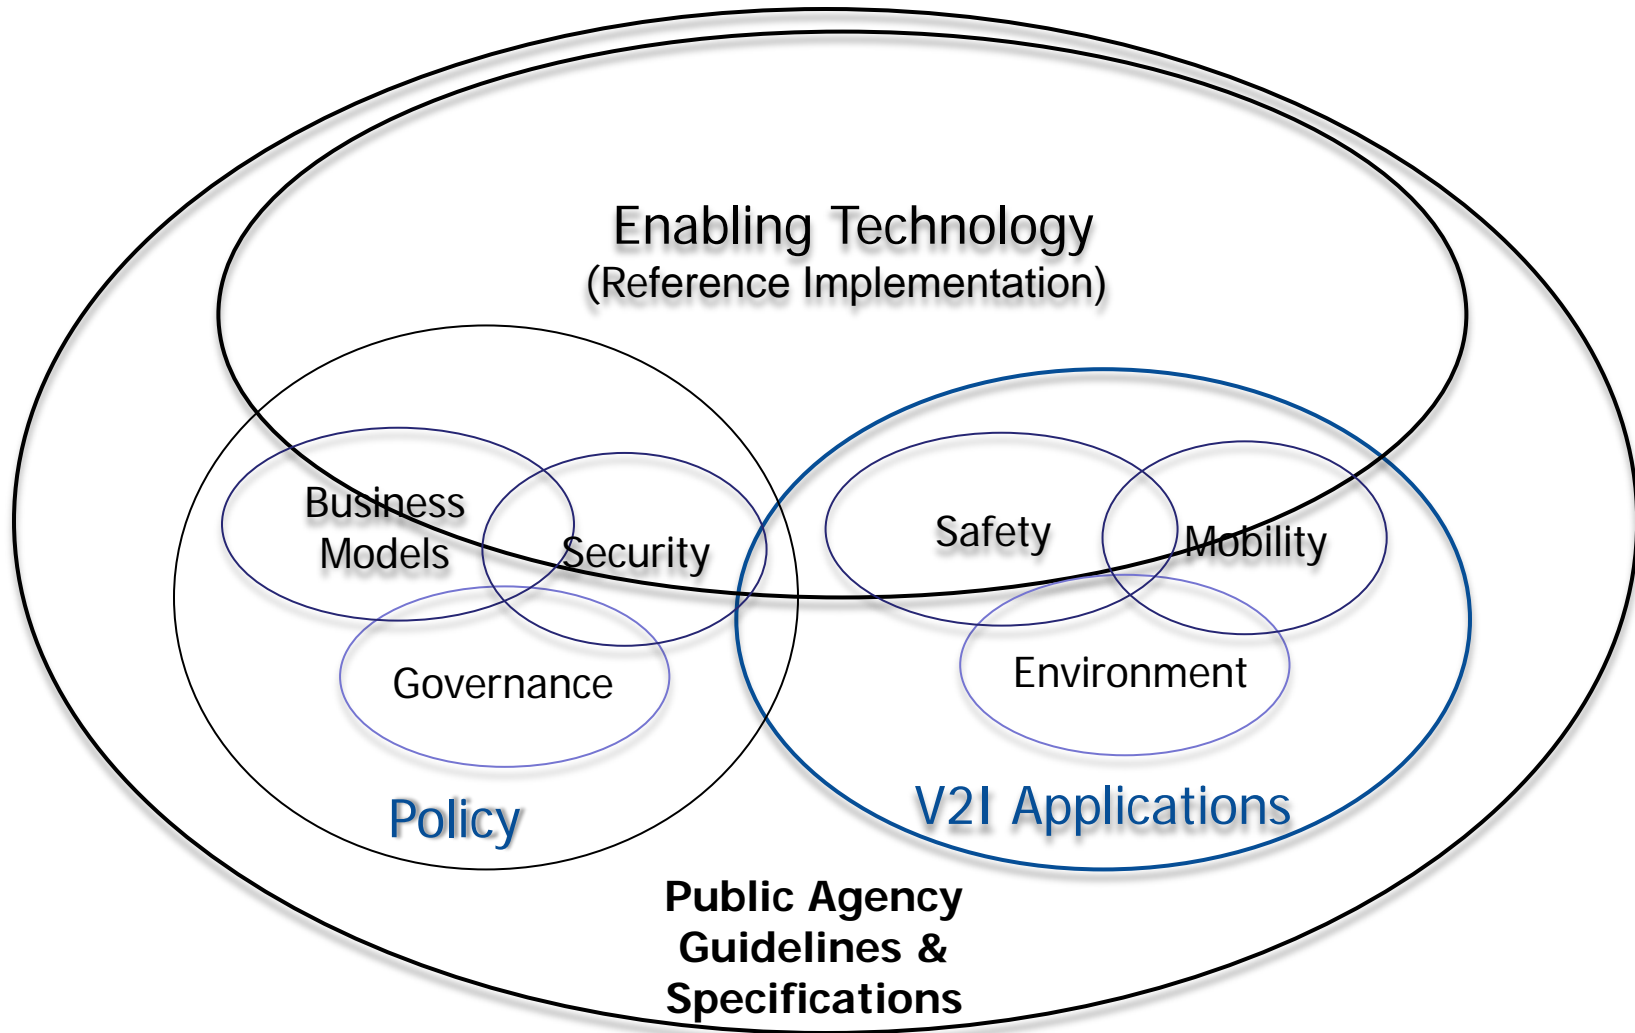 Enabling Technology
(Reference Implementation)
Business
Models
Security
Governance
Policy
Safety
Mobility
Environment
V2I Applications
Public Agency
Guidelines &
Specifications